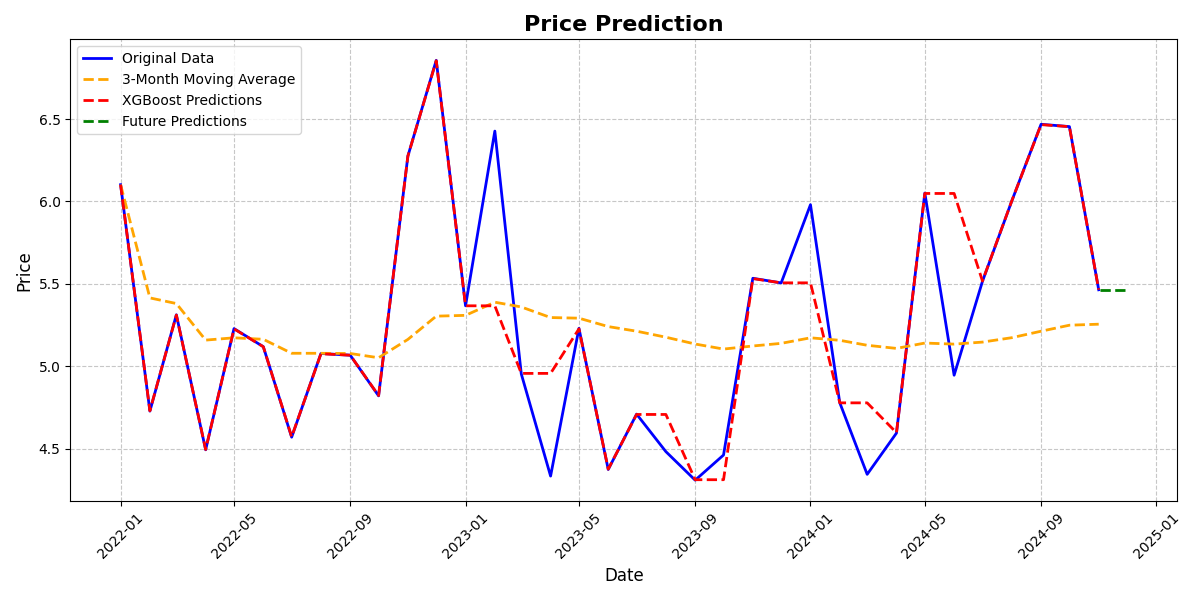 Price Prediction
Original Data
3-Month Moving Average
XGBoost Predictions
Future Predictions
Price
6.5
6.0
5.5
5.0
4.5
2022-01
2022-05
2022-09
2023-01
2023-05
2023-09
2024-01
2024-05
2024-09
2025-01
Date